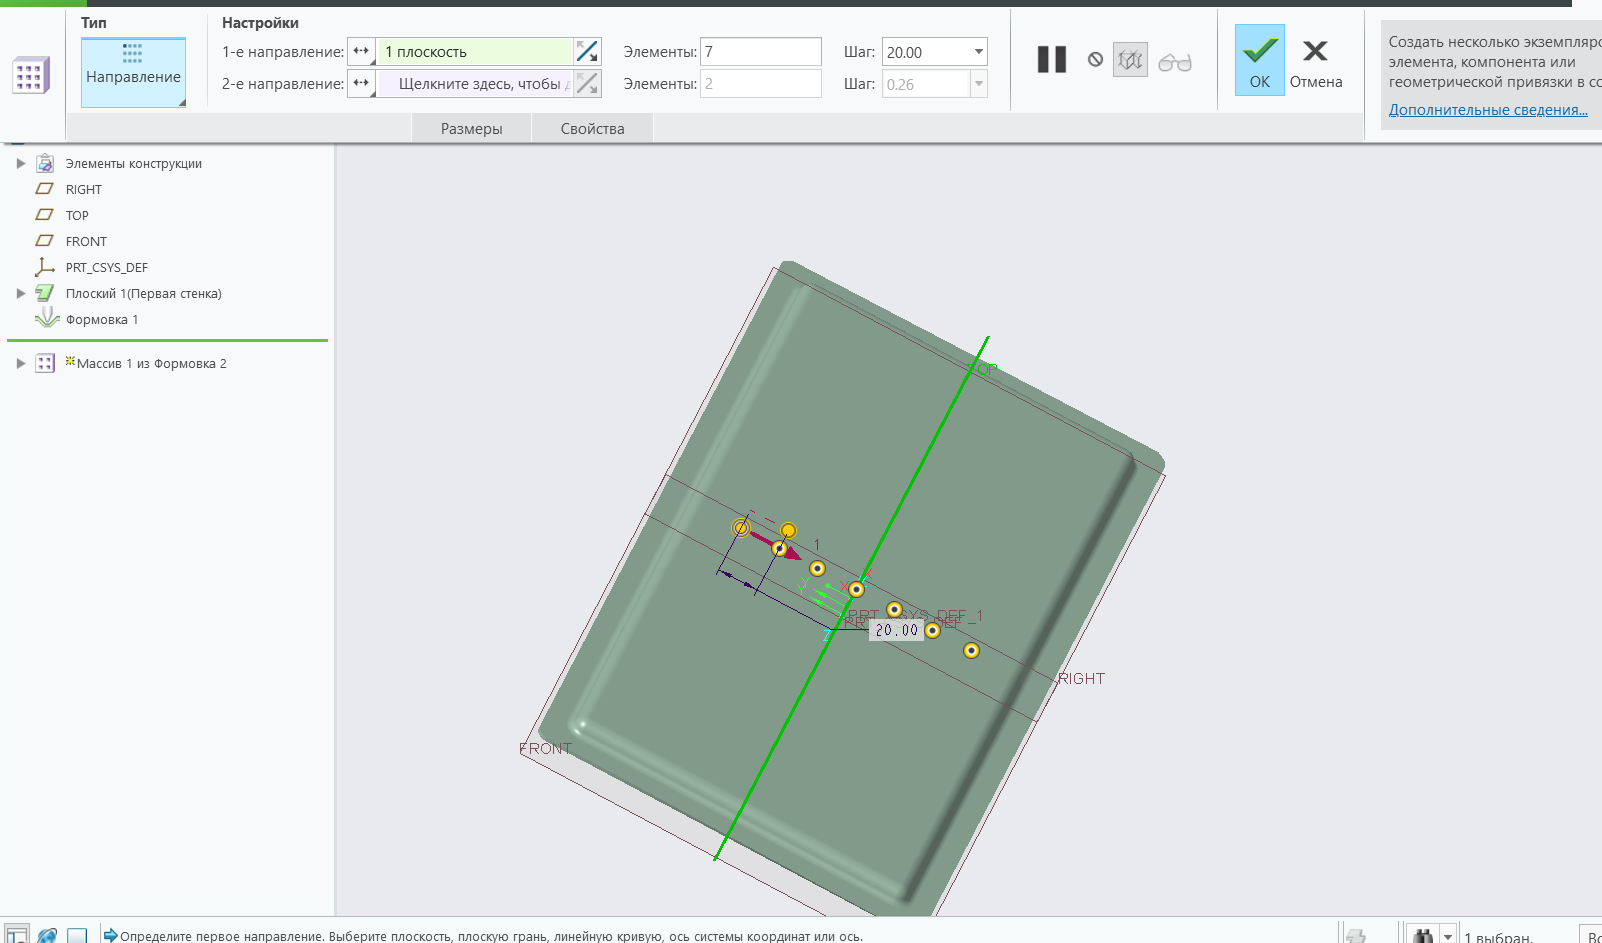 Тип
Настройки
Направление
1-е направление:
1 плоскость
Элементы:
7
Шаг:
20.00
2-е направление:
Щелкните здесь, чтобы
Элементы:
2
Шаг:
0.26
OK
Отмена
Создать несколько экземпляро
элемента, компонента или
геометрической привязки в со
Дополнительные сведения...
Размеры
Свойства
Элементы конструкции
RIGHT
TOP
FRONT
PRT_CSYS_DEF
Плоский 1(Первая стенка)
Формовка 1
Массив 1 из Формовка 2
TOP
1
X
X
Y
PRT_CSYS_DEF_1
20.00
Z
RIGHT
FRONT
Определите первое направление. Выберите плоскость, плоскую грань, линейную кривую, ось системы координат или ось.
1 выбран.